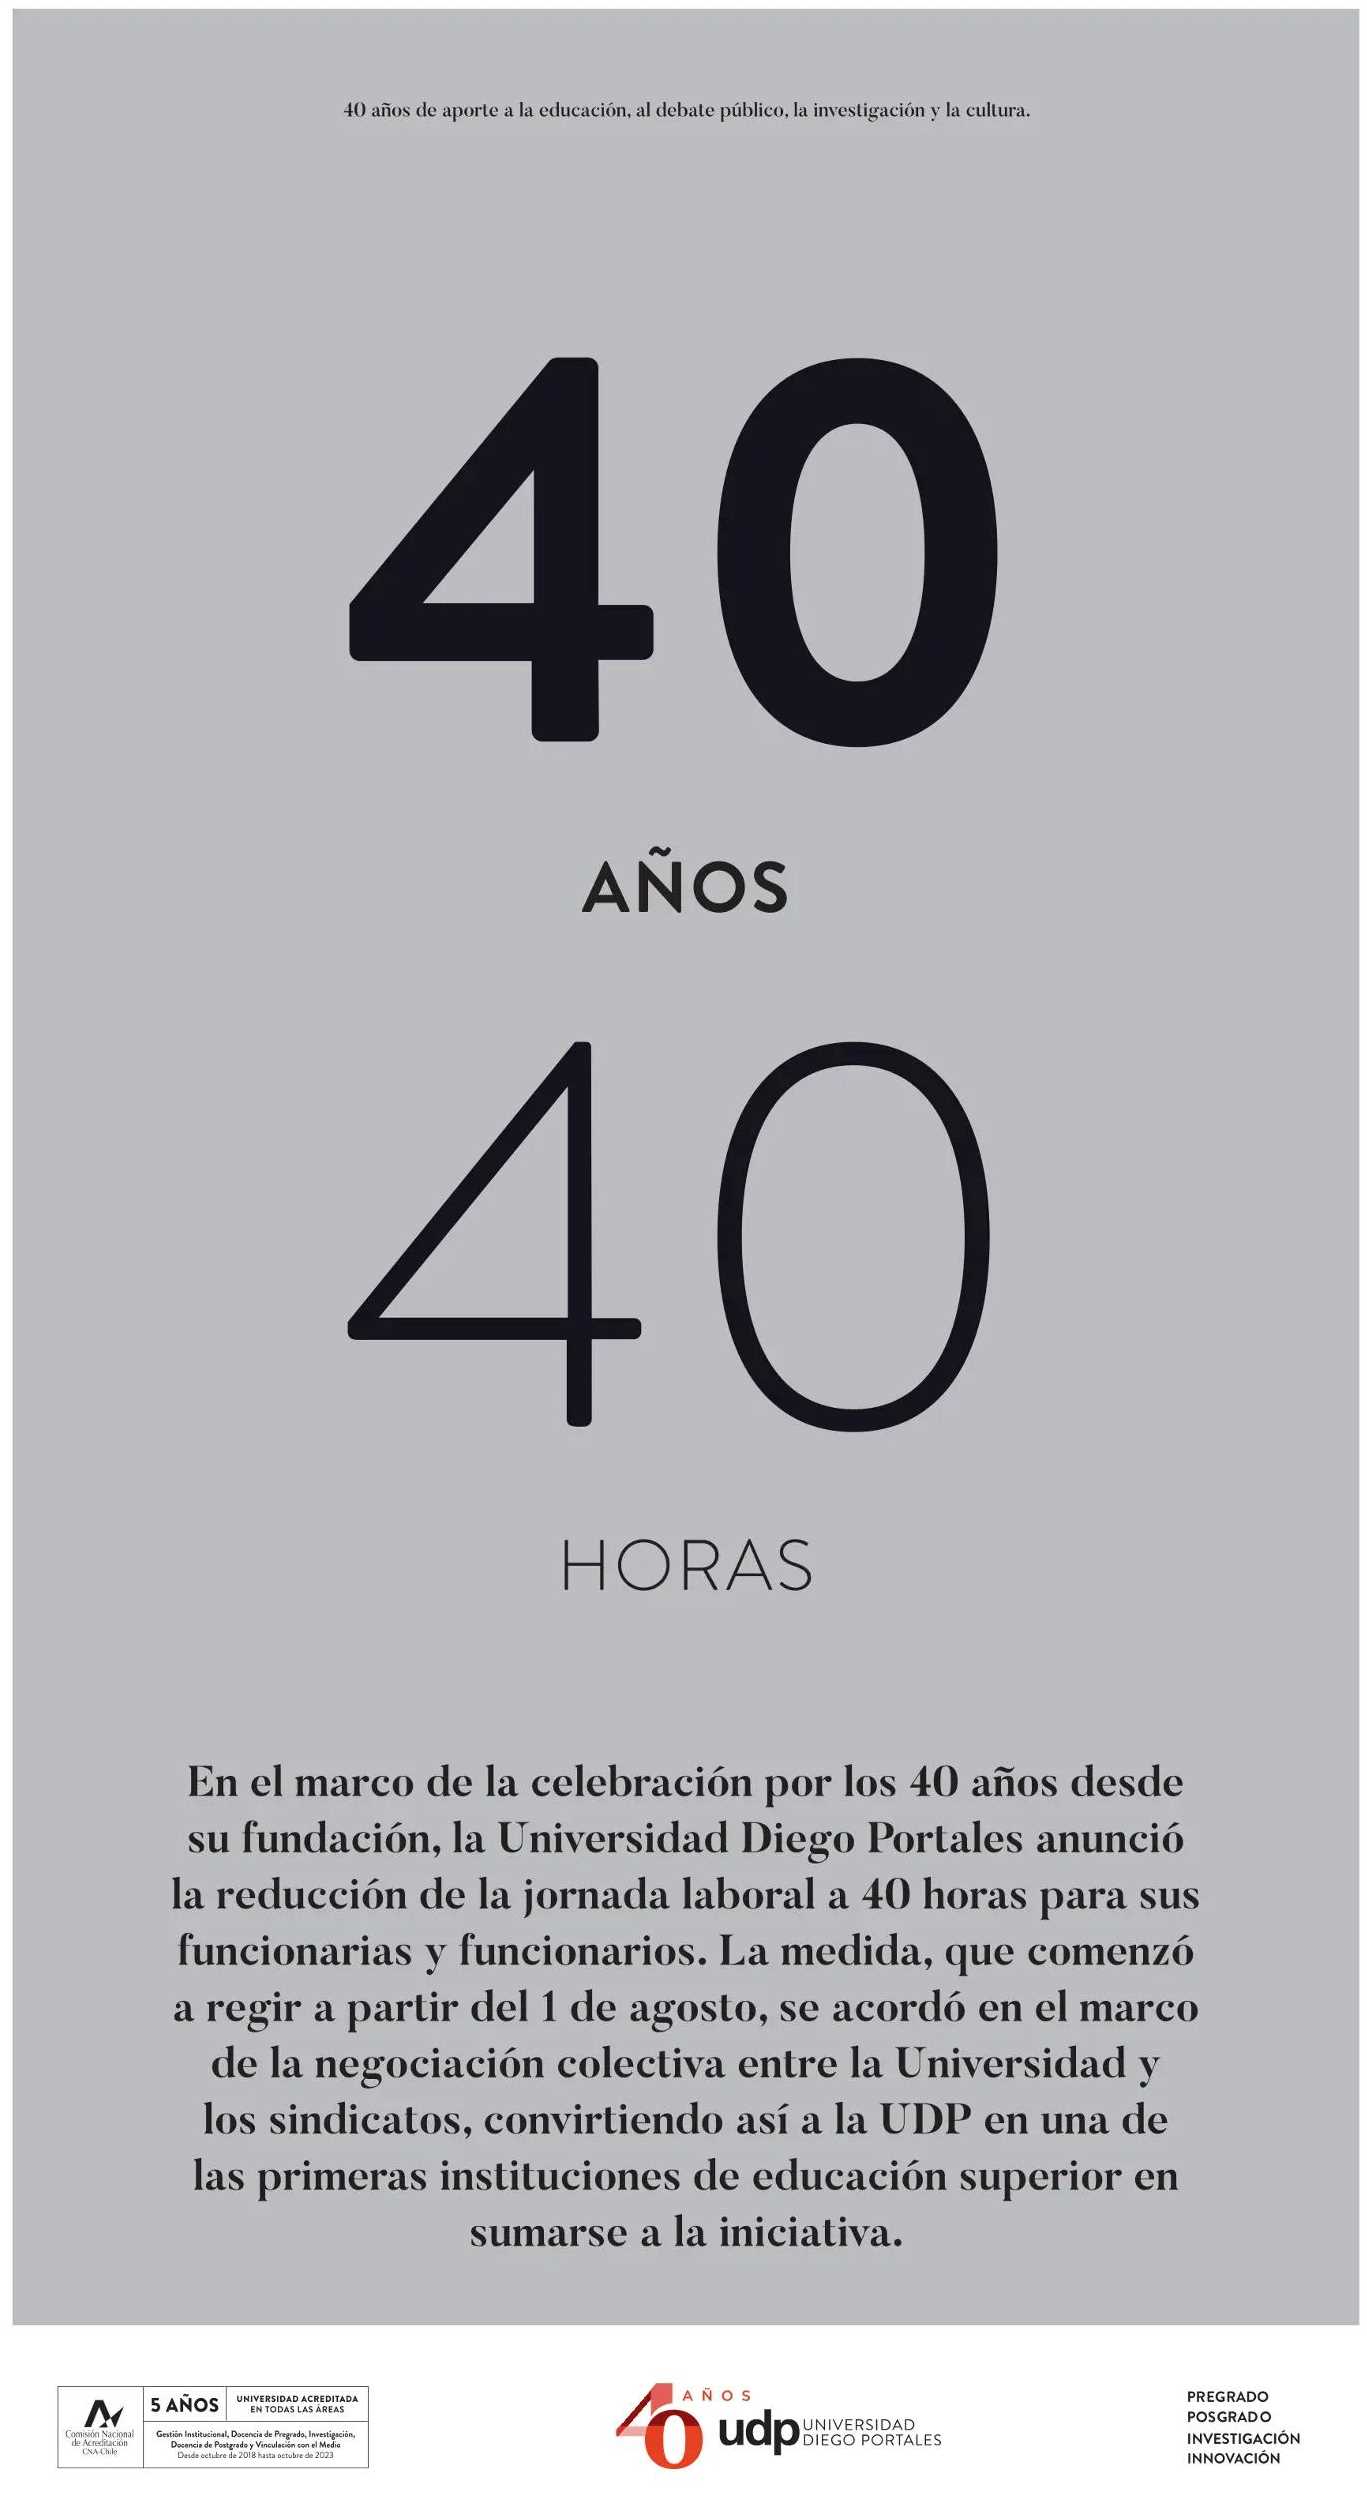 40 años de aporte a la educación, al debate público, la investigación y la cultura.
40
AÑOS
40
HORAS
En el marco de la celebración por los 40 años desde
su fundación, la Universidad Diego Portales anunció
la reducción de la jornada laboral a 40 horas para sus
funcionarias y funcionarios. La medida, que comenzó
a regir a partir del 1 de agosto, se acordó en el marco
de la negociación colectiva entre la Universidad y
los sindicatos, convirtiendo así a la UDP en una de
las primeras instituciones de educación superior en
sumarse a la iniciativa.
Comisión Nacional
de Acreditación
CNA-Chile
5 AÑOS
UNIVERSIDAD ACREDITADA
EN TODAS LAS ÁREAS
Gestión Institucional, Docencia de Pregrado, Investigación,
Docencia de Postgrado y Vinculación con el Medio
Desde octubre de 2018 hasta octubre de 2023
40 AÑOS
udp UNIVERSIDAD
DIEGO PORTALES
PREGRADO
POSGRADO
INVESTIGACIÓN
INNOVACIÓN